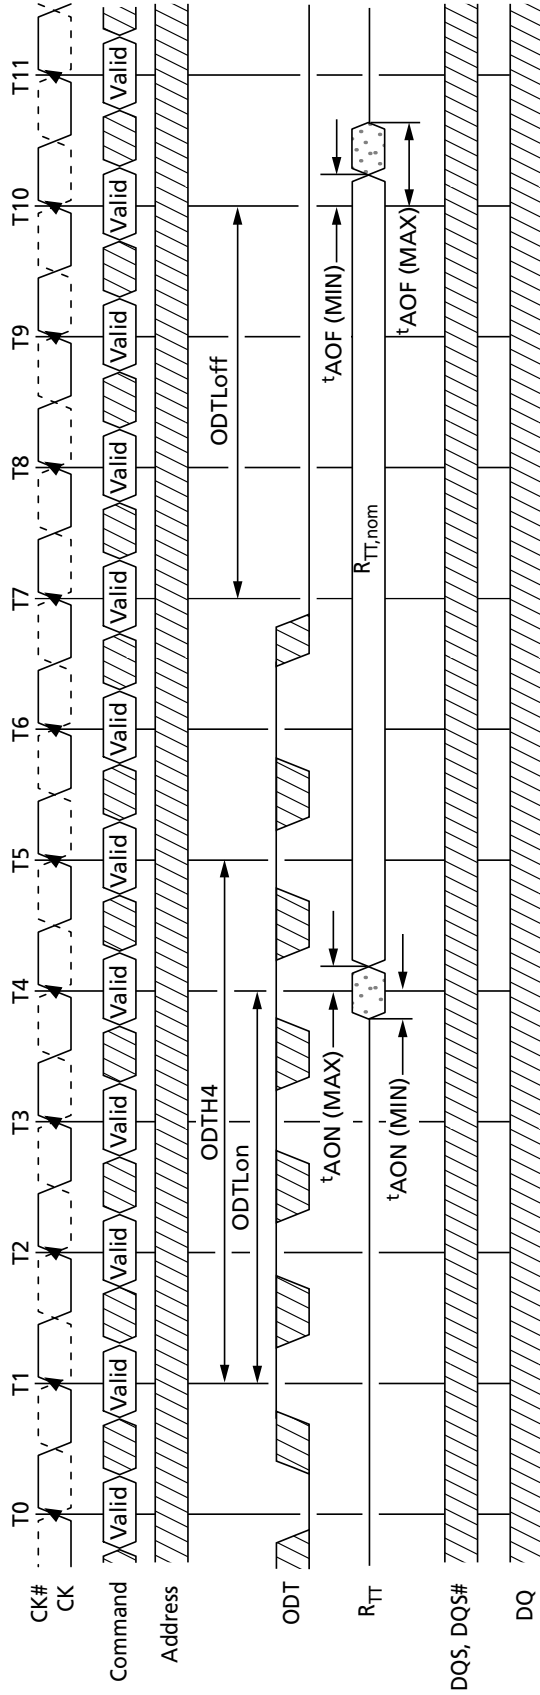 T0 T1 T2 T3 T4 T5 T6 T7 T8 T9 T10 T11
CK#
CK
Command Valid Valid Valid Valid Valid Valid Valid Valid Valid Valid Valid Valid
Address
ODTH4
ODTLoff
ODTLon
ODT
tAON (MAX)
tAOF (MIN)
RTT
RTT,nom
tAON (MIN)
tAOF (MAX)
DQS, DQS#
DQ